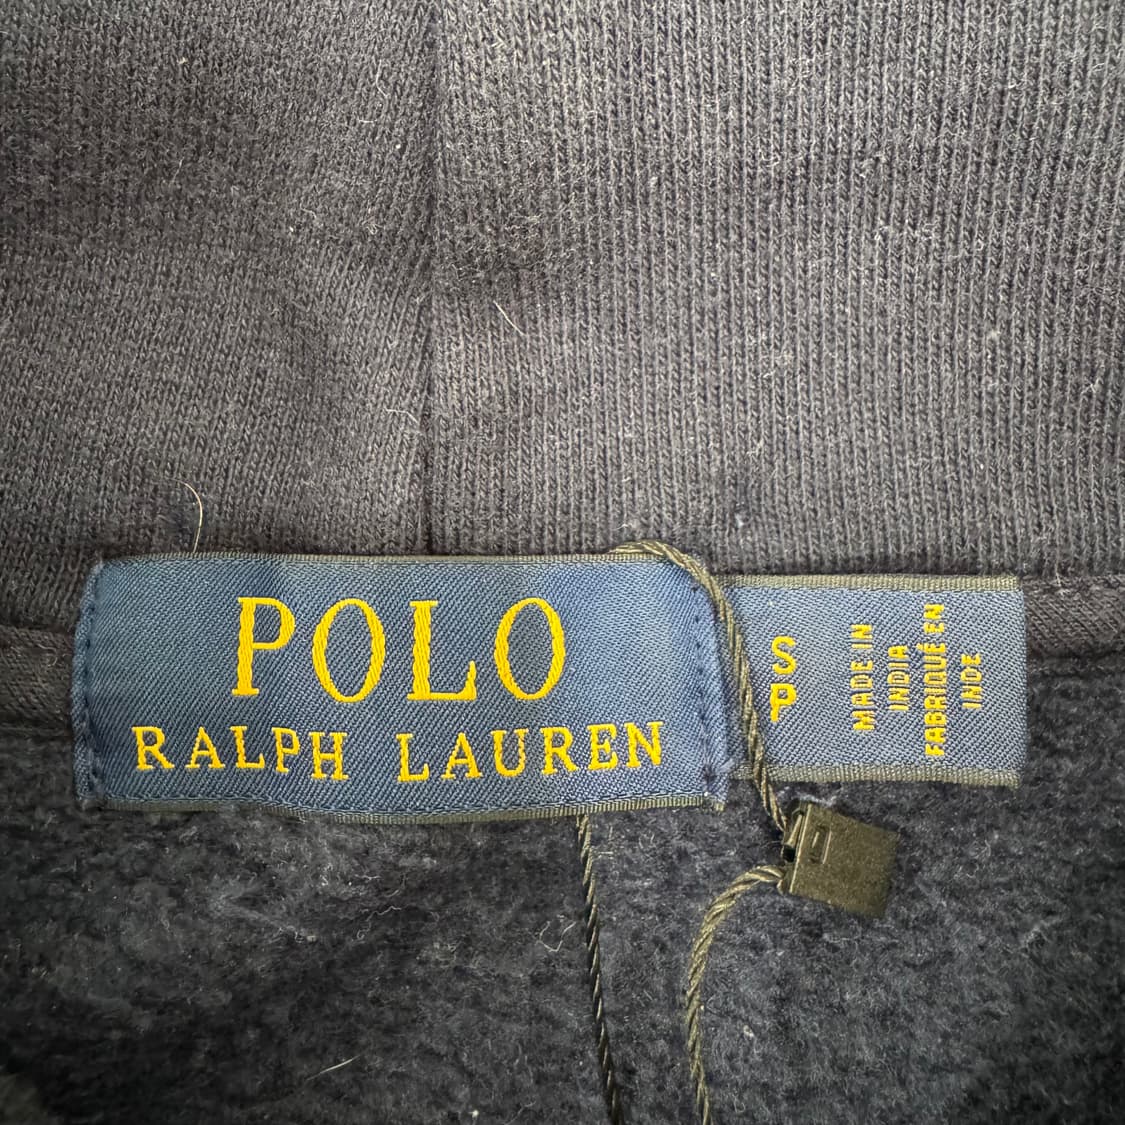 POLO
RALPH LAUREN
S
P
MADE IN
INDIA
FABRIQUÉ EN
INDE